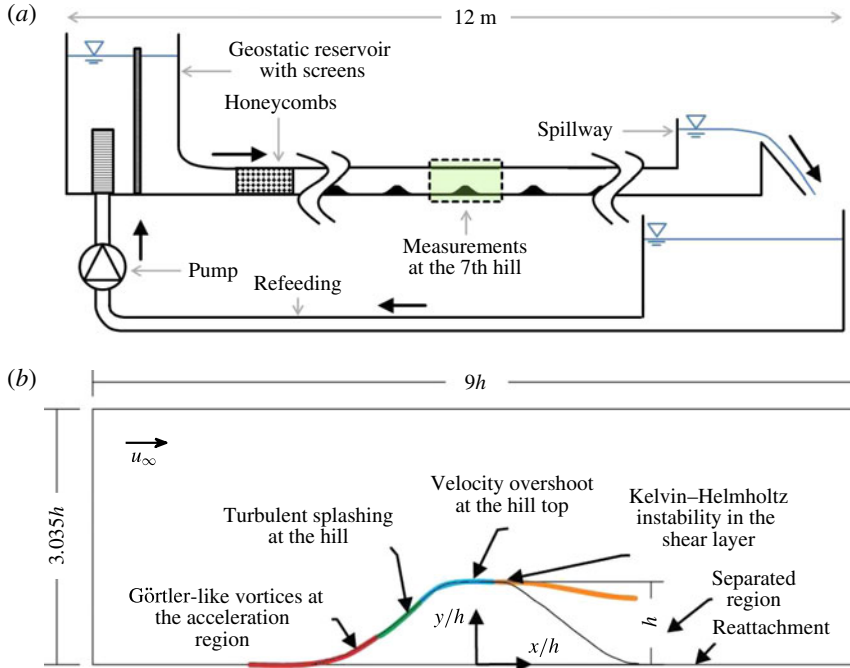 (a)
12 m
Geostatic reservoir
with screens
Honeycombs
Spillway
Measurements
at the 7th hill
Pump
Refeeding
(b)
9h
3.035h
u∞
Velocity overshoot
at the hill top
Kelvin–Helmholtz
instability in the
shear layer
Turbulent splashing
at the hill
Görtler-like vortices at
the acceleration
region
y/h
x/h
h
Separated
region
Reattachment